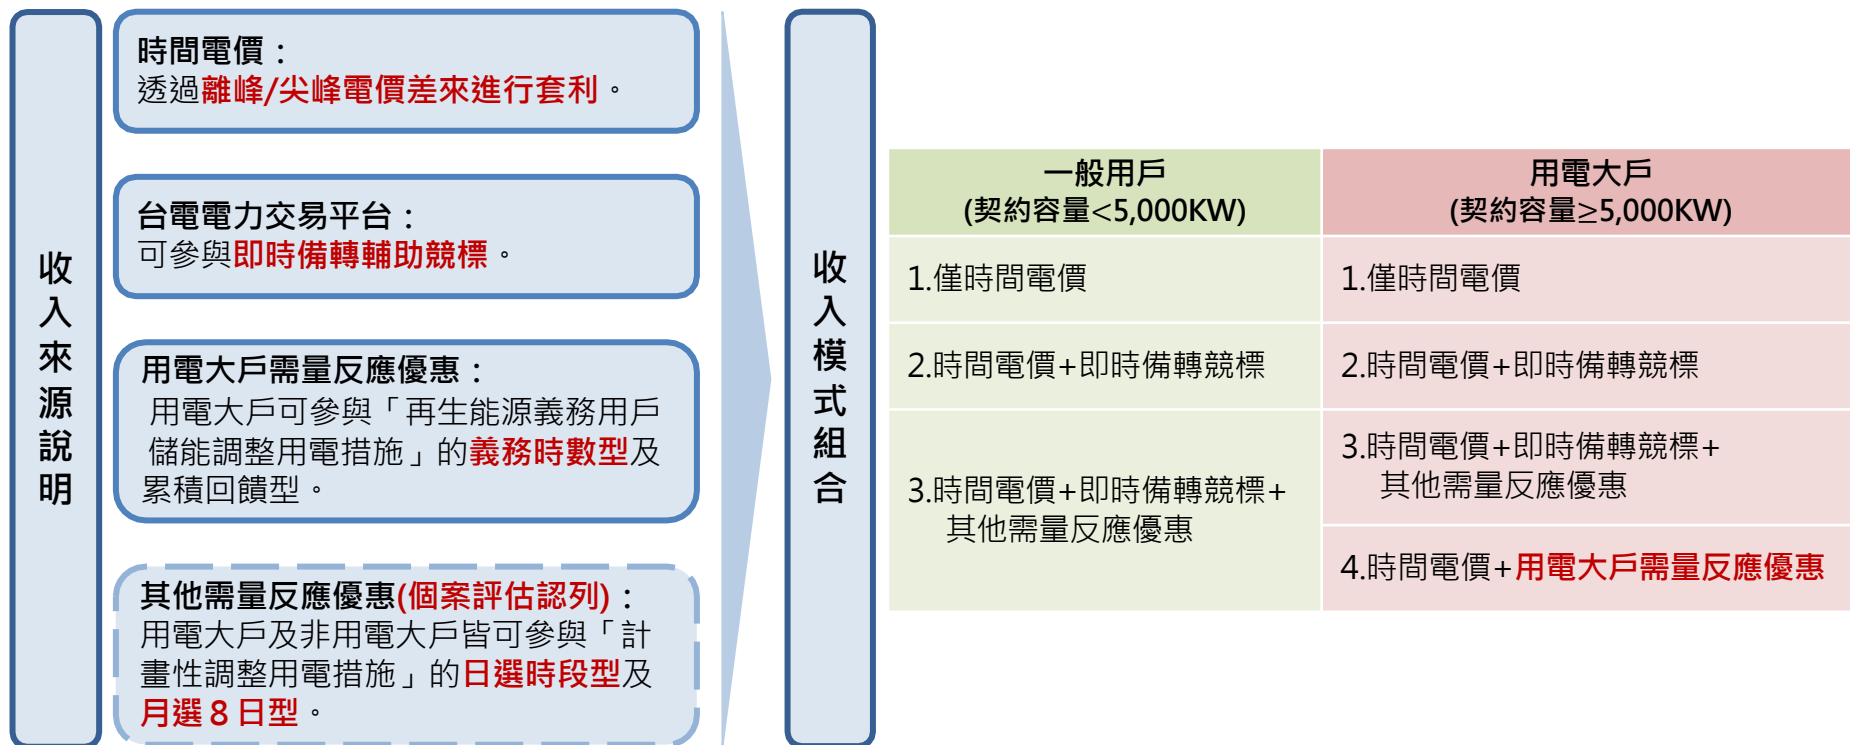 收入來源說明
時間電價：
透過離峰/尖峰電價差來進行套利。
台電電力交易平台：
可參與即時備轉輔助競標。
用電大戶需量反應優惠：
用電大戶可參與「再生能源義務用戶
儲能調整用電措施」的義務時數型及
累積回饋型。
其他需量反應優惠(個案評估認列)：
用電大戶及非用電大戶皆可參與「計
畫性調整用電措施」的日選時段型及
月選8日型。
收入模式組合
一般用戶
(契約容量<5,000KW)
用電大戶
(契約容量≥5,000KW)
1.僅時間電價
1.僅時間電價
2.時間電價+即時備轉競標
2.時間電價+即時備轉競標
3.時間電價+即時備轉競標+
其他需量反應優惠
3.時間電價+即時備轉競標+
其他需量反應優惠
4.時間電價+用電大戶需量反應優惠